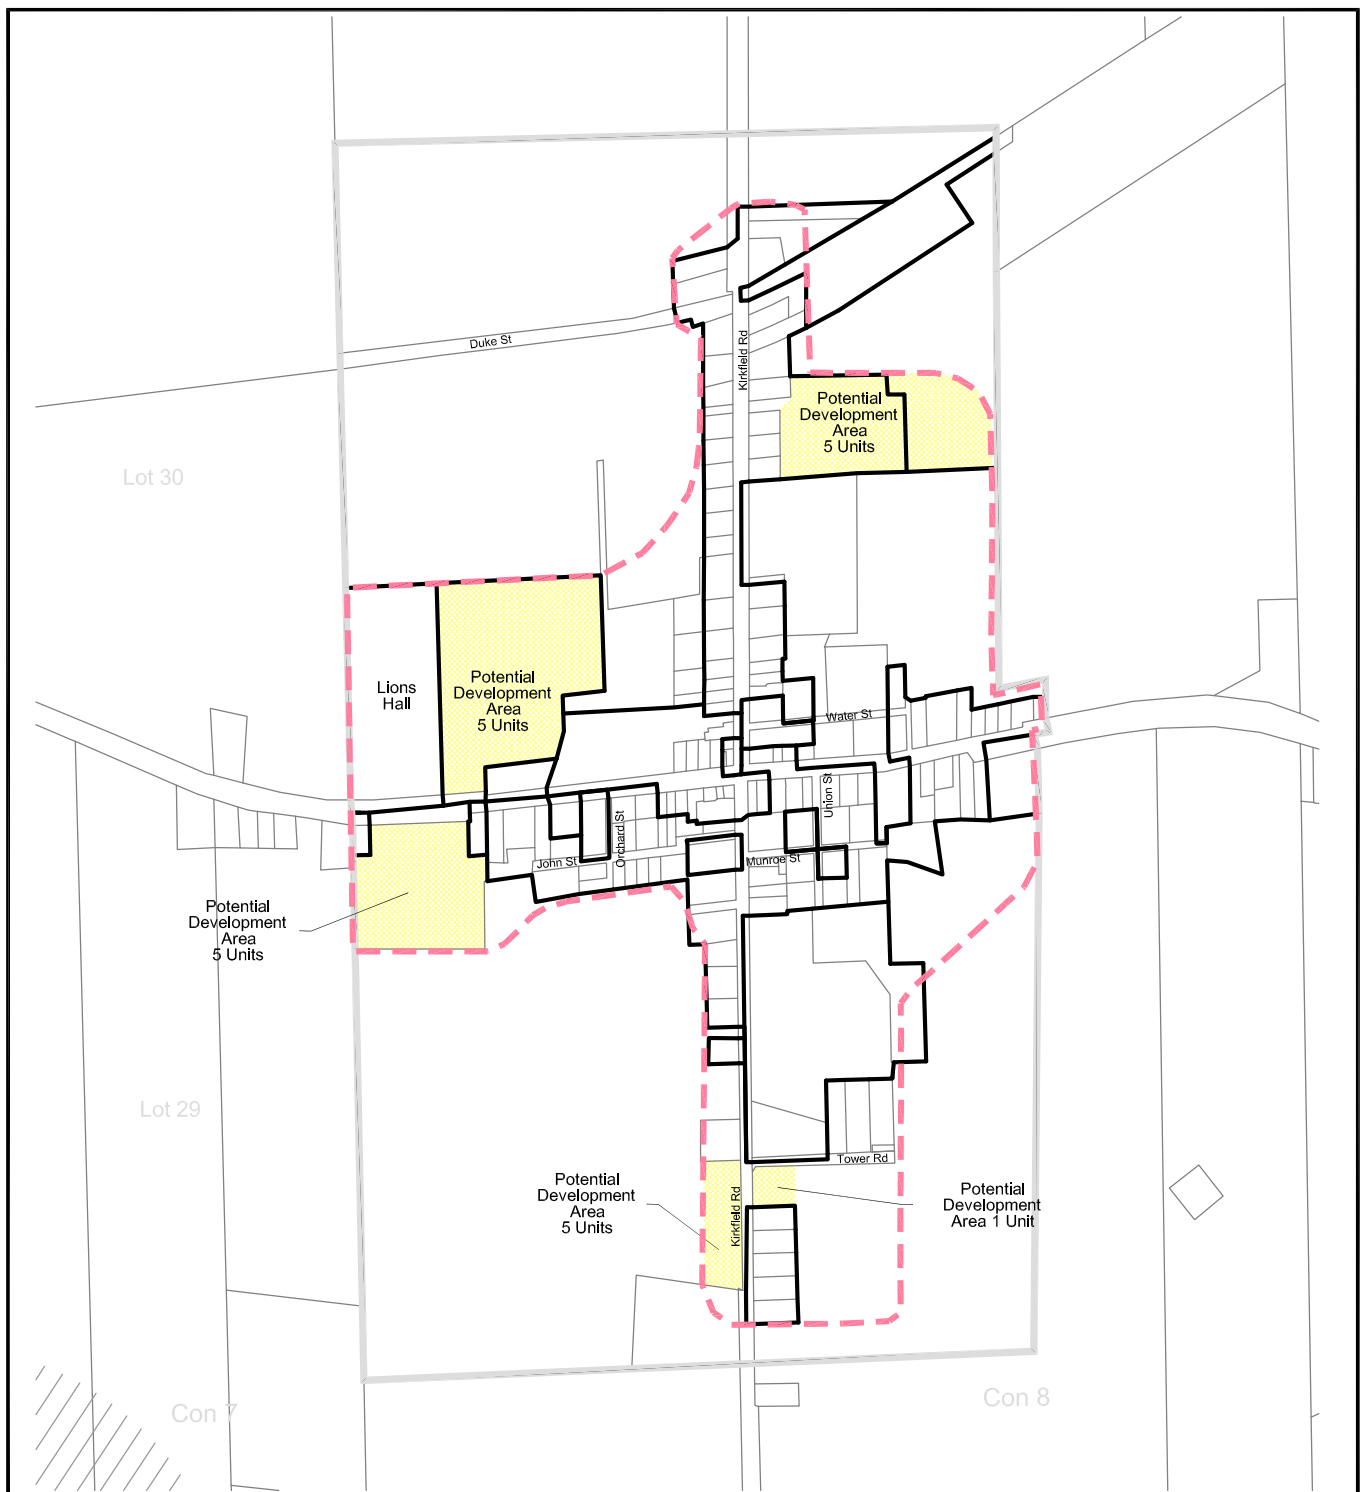 Duke St
Kirkfield Rd
Potential
Development
Area
5 Units
Lot 30
Lions
Hall
Potential
Development
Area
5 Units
Water St
Union St
Orchard St
John St
Munroe St
Potential
Development
Area
5 Units
Lot 29
Tower Rd
Potential
Development
Area
5 Units
Kirkfield Rd
Potential
Development
Area 1 Unit
Con 7
Con 8